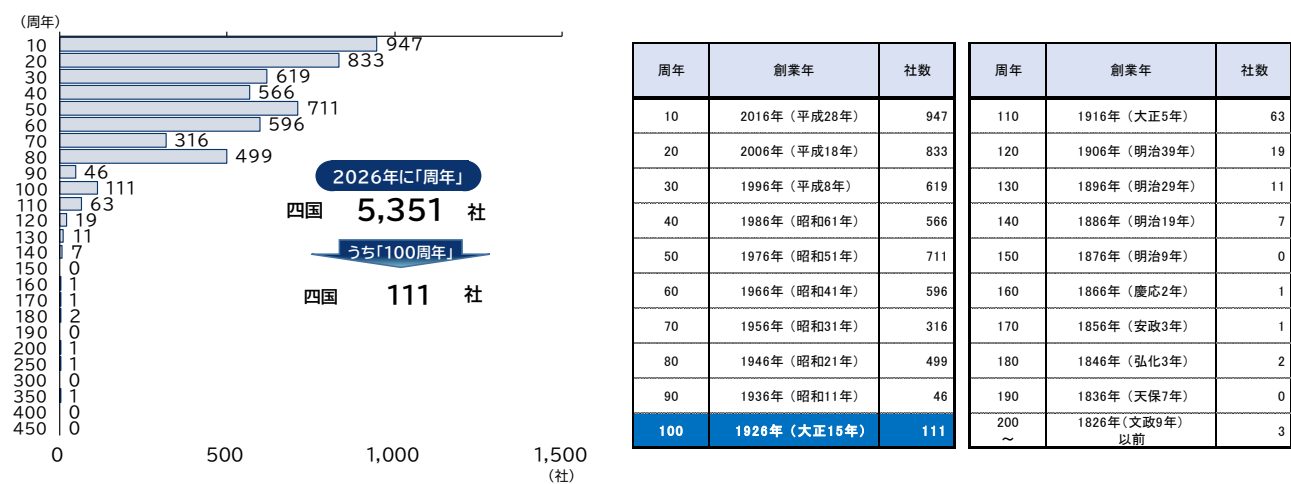 （周年）
10 947
20 833
30 619
40 566
50 711
60 596
70 316
80 499
90 46
100 111
110 63
120 19
130 11
140 7
150 0
160 1
170 1
180 2
190 0
200 1
250 1
300 0
350 1
400 0
450 0
0 500 1,000 1,500
（社）
2026年に「周年」
四国 5,351 社
うち「100周年」
四国 111 社
周年 創業年 社数
10 2016年（平成28年） 947
20 2006年（平成18年） 833
30 1996年（平成8年） 619
40 1986年（昭和61年） 566
50 1976年（昭和51年） 711
60 1966年（昭和41年） 596
70 1956年（昭和31年） 316
80 1946年（昭和21年） 499
90 1936年（昭和11年） 46
100 1926年（大正15年） 111
周年 創業年 社数
110 1916年（大正5年） 63
120 1906年（明治39年） 19
130 1896年（明治29年） 11
140 1886年（明治19年） 7
150 1876年（明治9年） 0
160 1866年（慶応2年） 1
170 1856年（安政3年） 1
180 1846年（弘化3年） 2
190 1836年（天保7年） 0
200 1826年（文政9年）
～ 以前 3